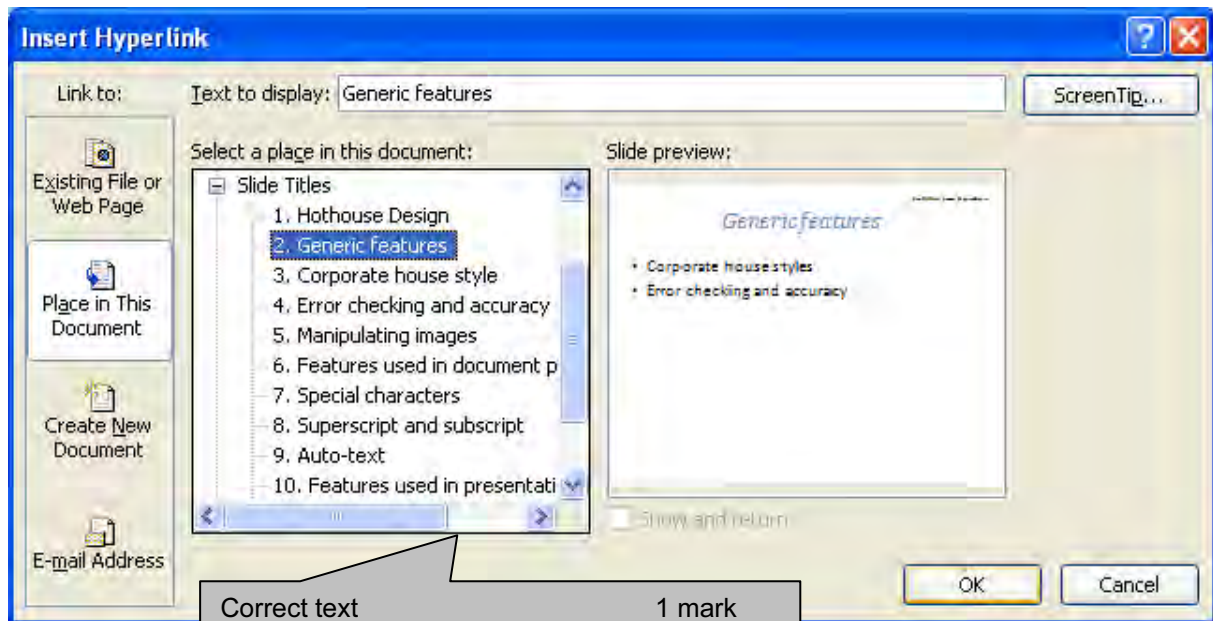 Insert Hyperlink
Link to:
Text to display: Generic features
ScreenTip...
Existing File or
Web Page
Place in This
Document
Create New
Document
E-mail Address
Select a place in this document:
Slide Titles
1. Hothouse Design
2. Generic features
3. Corporate house style
4. Error checking and accuracy
5. Manipulating images
6. Features used in document p
7. Special characters
8. Superscript and subscript
9. Auto-text
10. Features used in presentati
Slide preview:
Generic features
• Corporate house styles
• Error checking and accuracy
Show and return
OK
Cancel
Correct text 1 mark